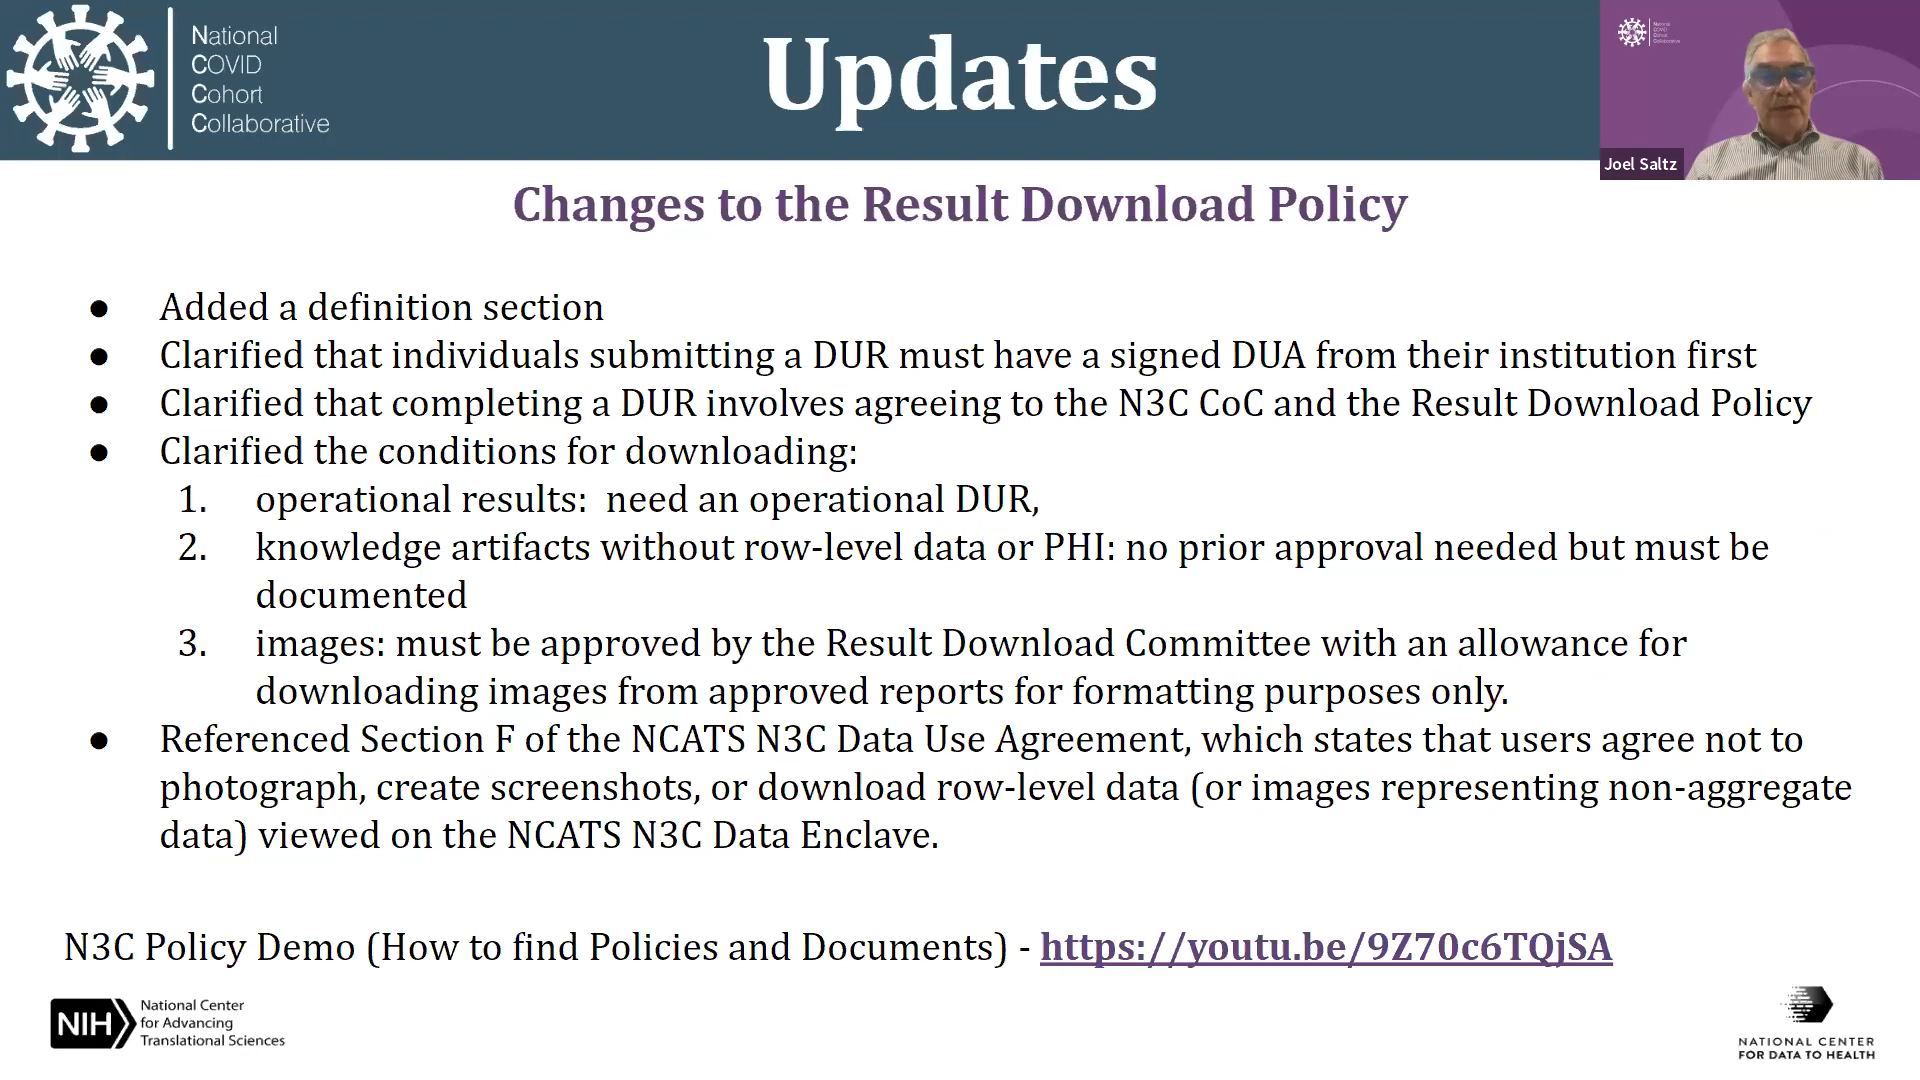 National
COVID
Cohort
Collaborative
Updates
National
COVID
Cohort
Collaborative
Joel Saltz
Changes to the Result Download Policy
● Added a definition section
● Clarified that individuals submitting a DUR must have a signed DUA from their institution first
● Clarified that completing a DUR involves agreeing to the N3C CoC and the Result Download Policy
● Clarified the conditions for downloading:
1. operational results:  need an operational DUR,
2. knowledge artifacts without row-level data or PHI: no prior approval needed but must be
documented
3. images: must be approved by the Result Download Committee with an allowance for
downloading images from approved reports for formatting purposes only.
● Referenced Section F of the NCATS N3C Data Use Agreement, which states that users agree not to
photograph, create screenshots, or download row-level data (or images representing non-aggregate
data) viewed on the NCATS N3C Data Enclave.
N3C Policy Demo (How to find Policies and Documents) - https://youtu.be/9Z70c6TQjSA
NIH
National Center
for Advancing
Translational Sciences
NATIONAL CENTER
FOR DATA TO HEALTH